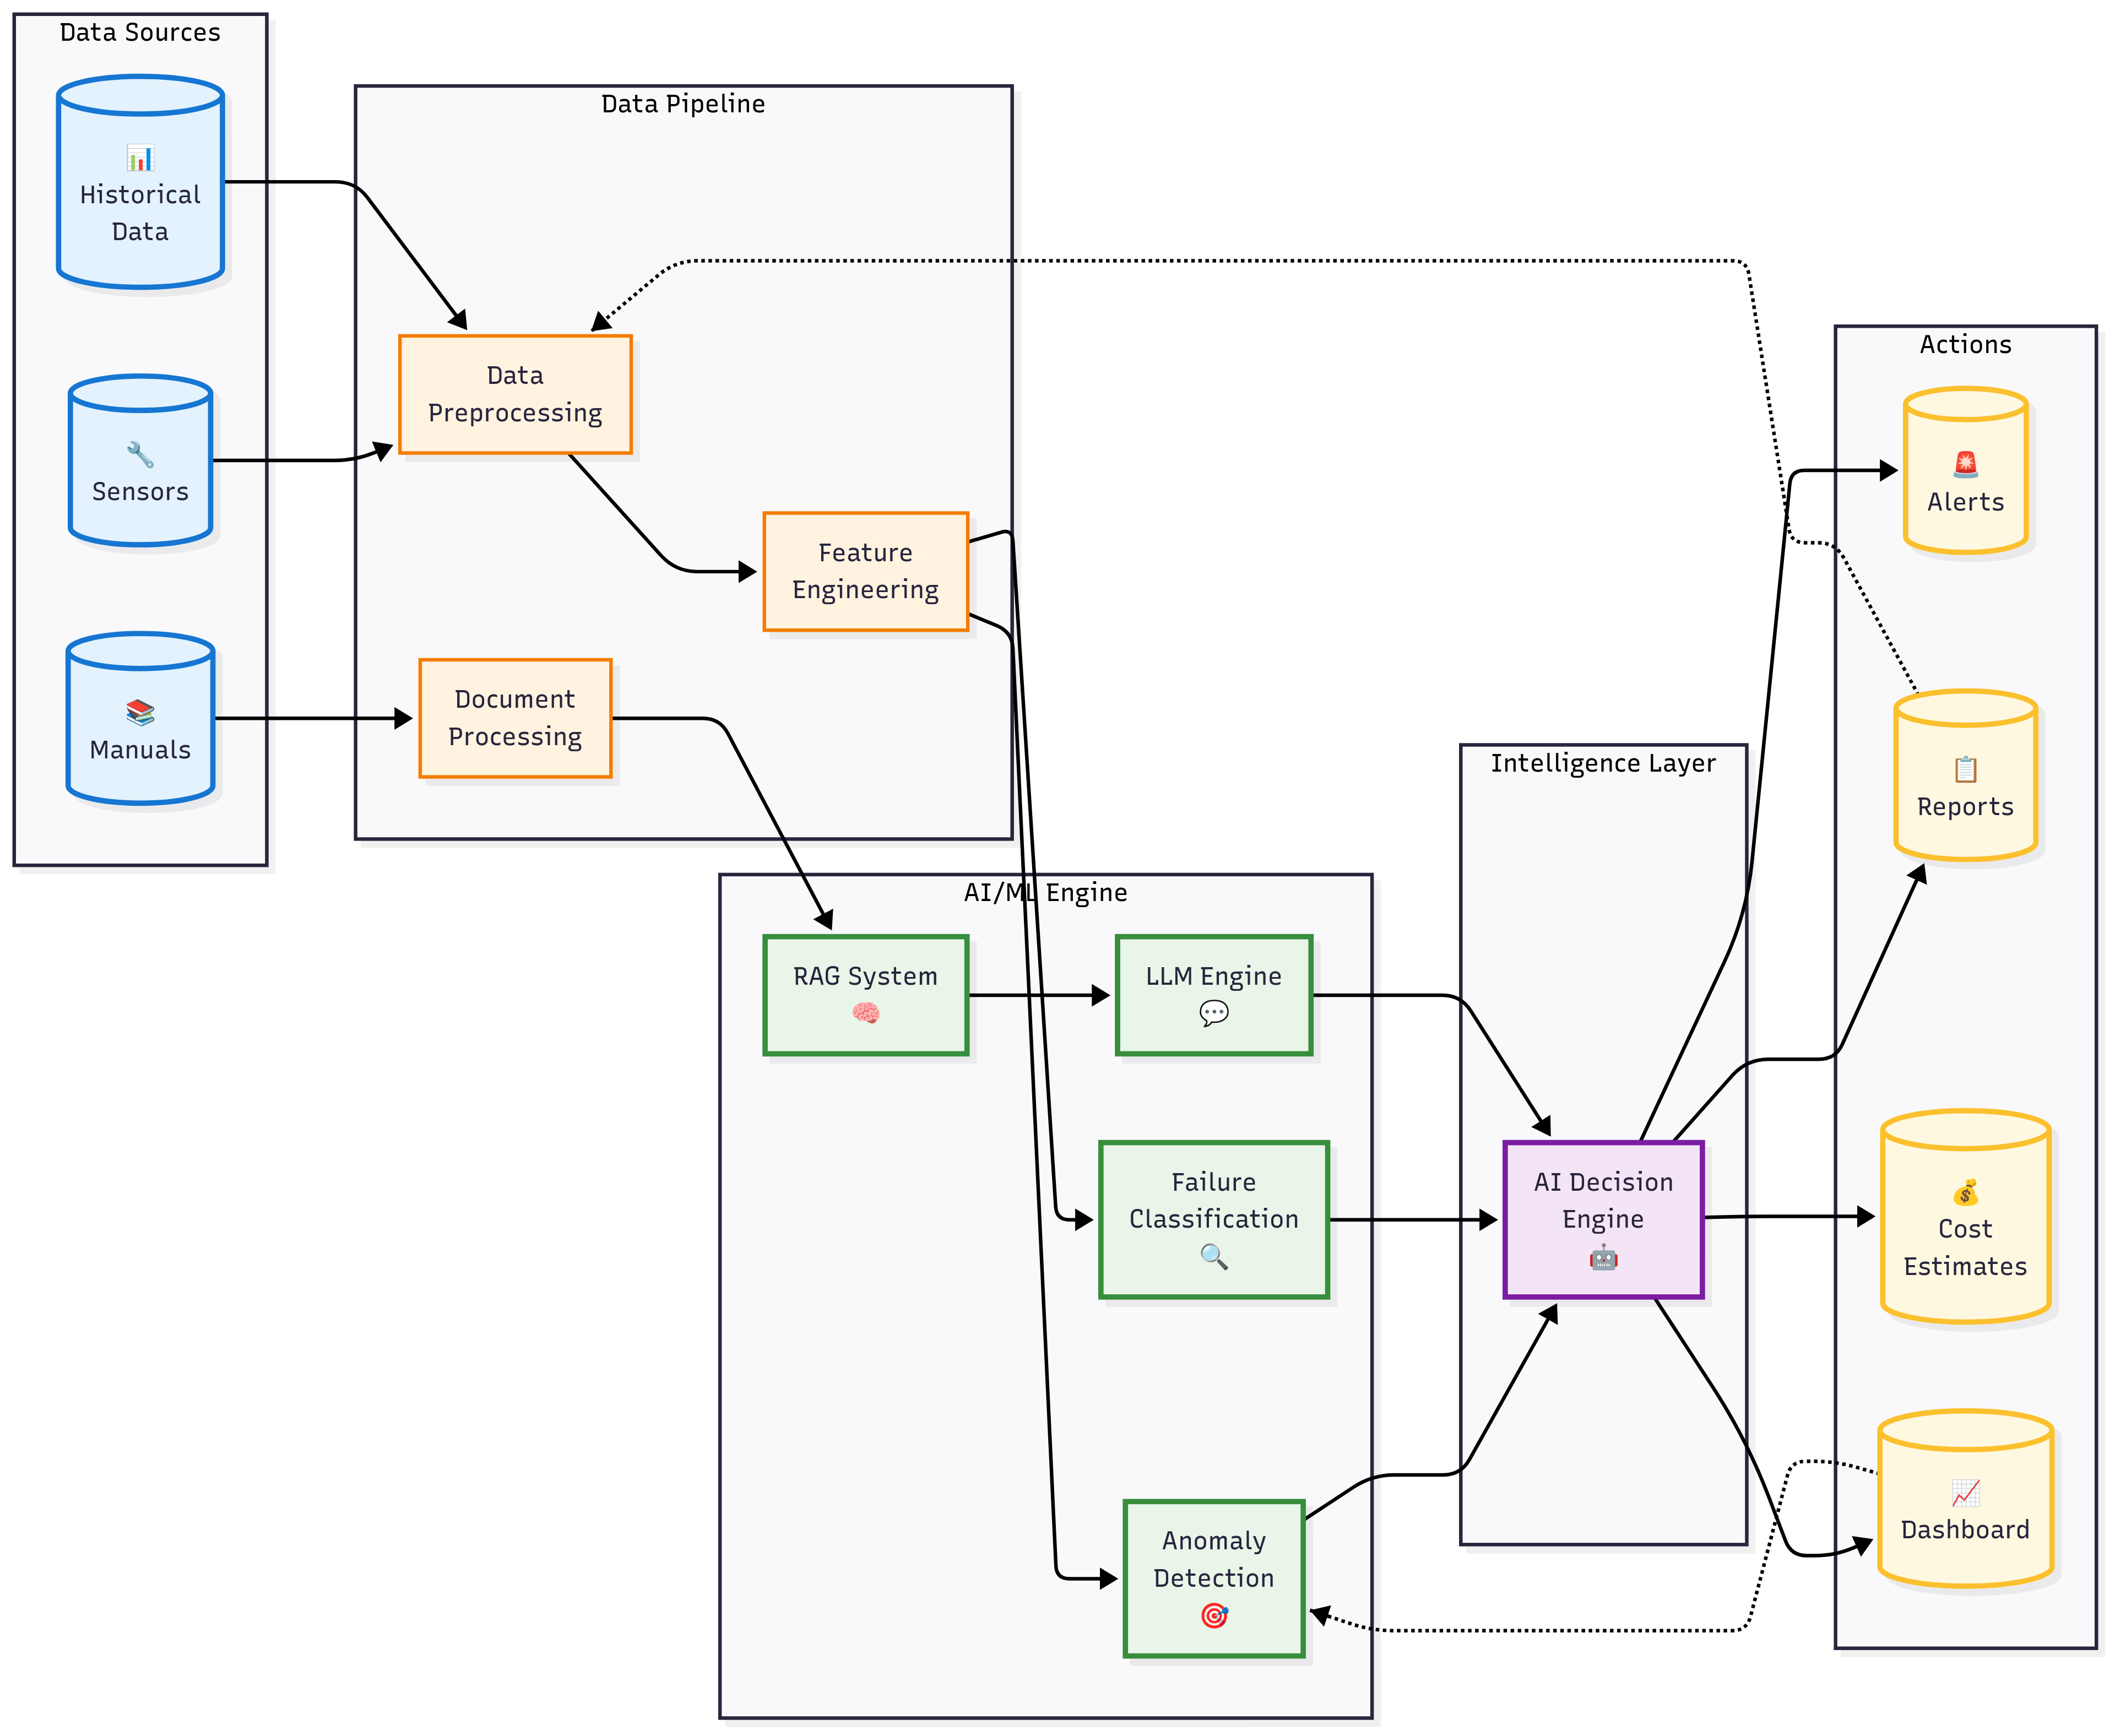 Data Sources
Historical
Data
Sensors
Manuals
Data Pipeline
Data
Preprocessing
Feature
Engineering
Document
Processing
AI/ML Engine
RAG System
LLM Engine
Failure
Classification
Anomaly
Detection
Intelligence Layer
AI Decision
Engine
Actions
Alerts
Reports
Cost
Estimates
Dashboard